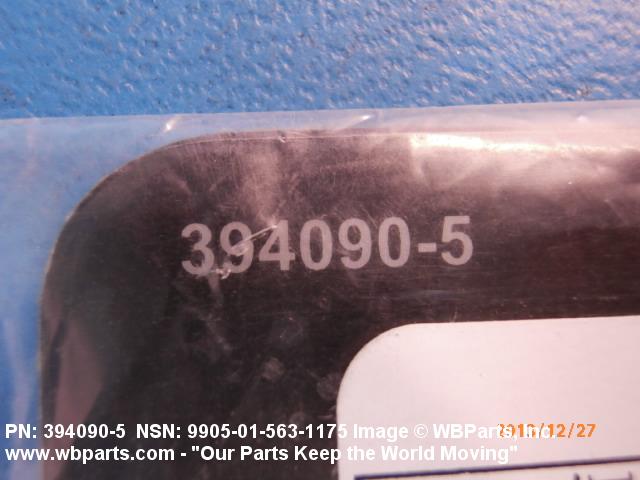 394090-5
PN: 394090-5 NSN: 9905-01-563-1175 Image © WBParts, Inc.
www.wbparts.com - "Our Parts Keep the World Moving"